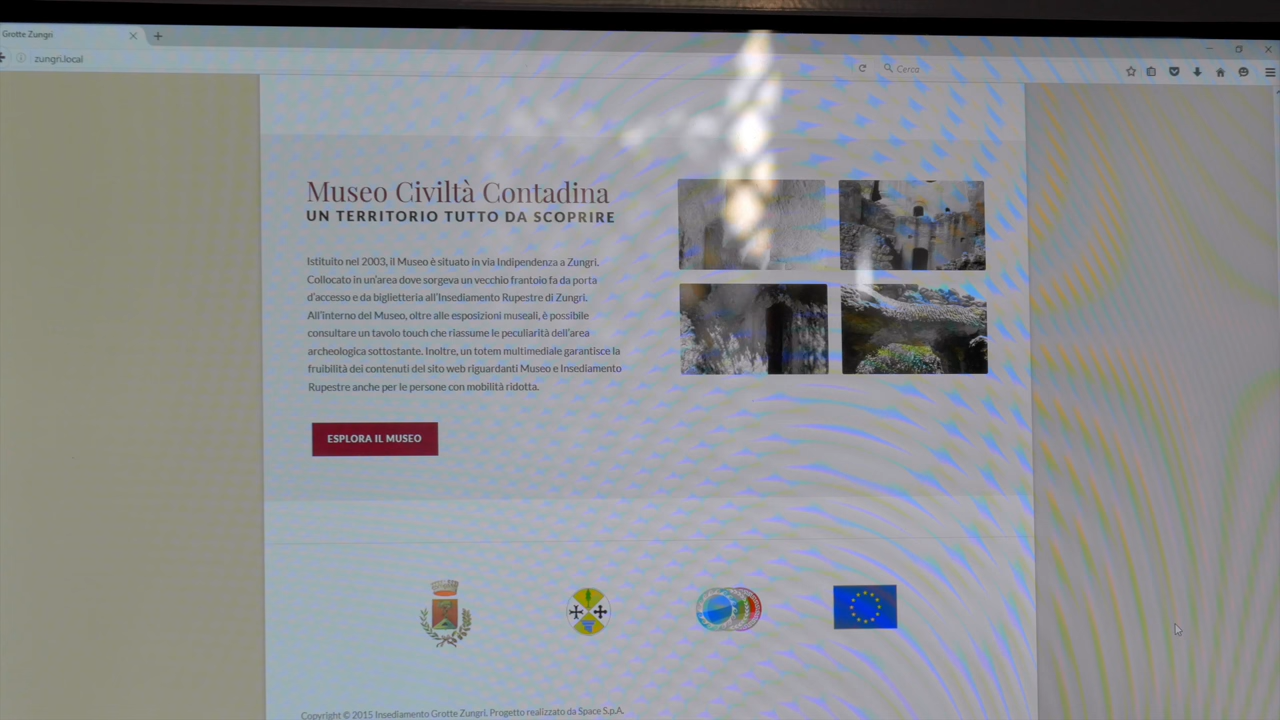 Grotte Zungri
zungri.local
Cerca
Museo Civiltà Contadina
UN TERRITORIO TUTTO DA SCOPRIRE
Istituito nel 2003, il Museo è situato in via Indipendenza a Zungri.
Collocato in un'area dove sorgeva un vecchio frantoio fa da porta
d'accesso e da biglietteria all'Insediamento Rupestre di Zungri.
All'interno del Museo, oltre alle esposizioni museali, è possibile
consultare un tavolo touch che riassume le peculiarità dell'area
archeologica sottostante. Inoltre, un totem multimediale garantisce la
fruibilità dei contenuti del sito web riguardanti Museo e Insediamento
Rupestre anche per le persone con mobilità ridotta.
ESPLORA IL MUSEO
Copyright © 2015 Insediamento Grotte Zungri. Progetto realizzato da Space S.p.A.